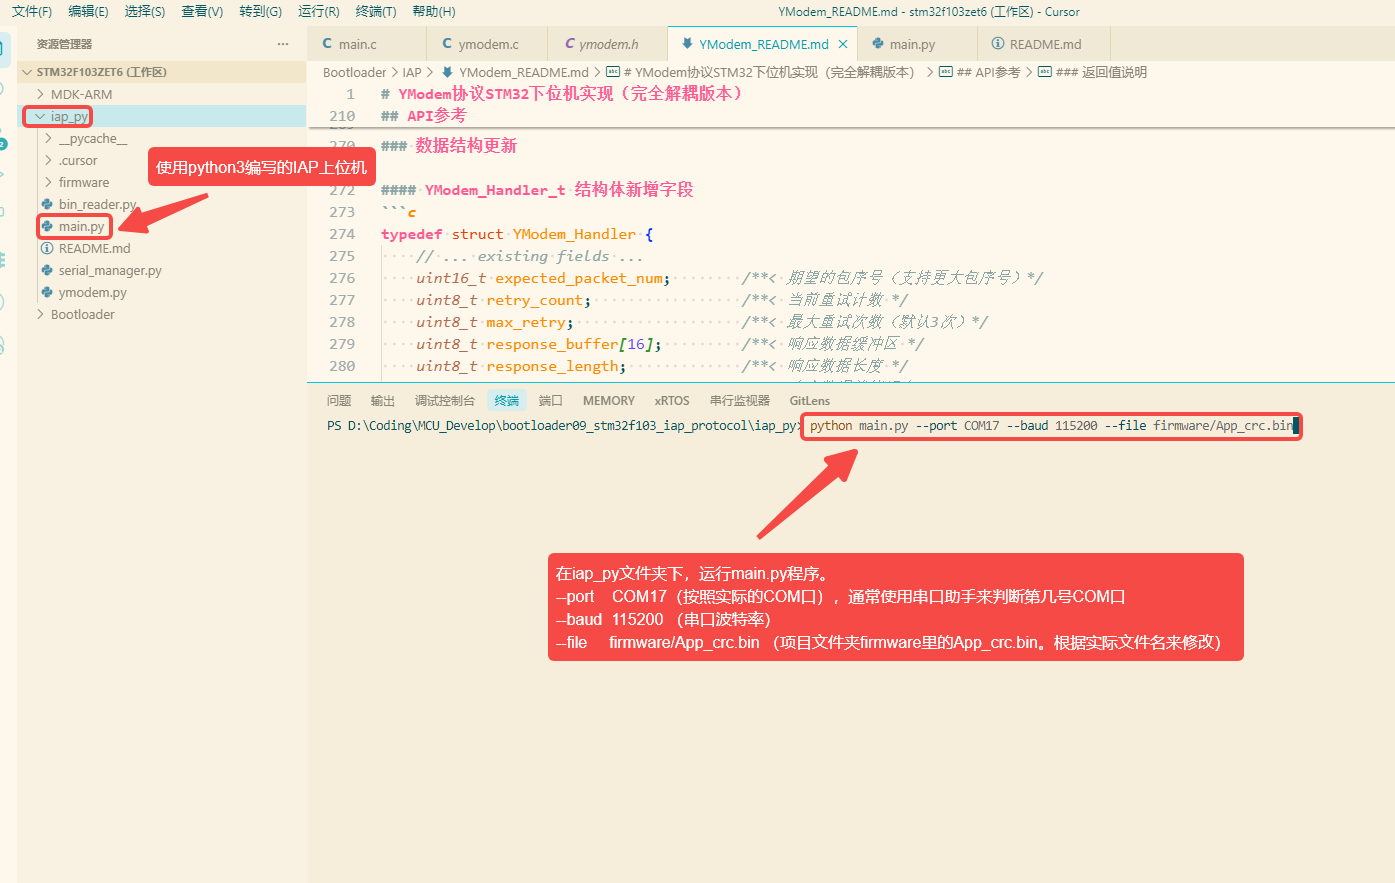 文件(F) 编辑(E) 选择(S) 查看(V) 转到(G) 运行(R) 终端(T) 帮助(H) YModem_README.md - stm32f103zet6 (工作区) - Cursor
资源管理器 ...
STM32F103ZET6 (工作区)
MDK-ARM
iap_py
__pycache__
.cursor
firmware
bin_reader.py
main.py
README.md
serial_manager.py
ymodem.py
Bootloader
使用python3编写的IAP上位机
main.c ymodem.c ymodem.h YModem_README.md main.py README.md
Bootloader > IAP > YModem_README.md > # YModem协议STM32下位机实现（完全解耦版本） > ## API参考 > ### 返回值说明
1 # YModem协议STM32下位机实现（完全解耦版本）
210 ## API参考
270 ### 数据结构更新
272 #### YModem_Handler_t 结构体新增字段
273 ```c
274 typedef struct YModem_Handler {
275 // ... existing fields ...
276 uint16_t expected_packet_num; /**< 期望的包序号（支持更大包序号）*/
277 uint8_t retry_count; /**< 当前重试计数 */
278 uint8_t max_retry; /**< 最大重试次数（默认3次）*/
279 uint8_t response_buffer[16]; /**< 响应数据缓冲区 */
280 uint8_t response_length; /**< 响应数据长度 */
问题 输出 调试控制台 终端 端口 MEMORY xRTOS 串行监视器 GitLens
PS D:\Coding\MCU_Develop\bootloader09_stm32f103_iap_protocol\iap_py> python main.py --port COM17 --baud 115200 --file firmware/App_crc.bin
在iap_py文件夹下，运行main.py程序。
--port COM17（按照实际的COM口），通常使用串口助手来判断第几号COM口
--baud 115200 （串口波特率）
--file firmware/App_crc.bin （项目文件夹firmware里的App_crc.bin。根据实际文件名来修改）